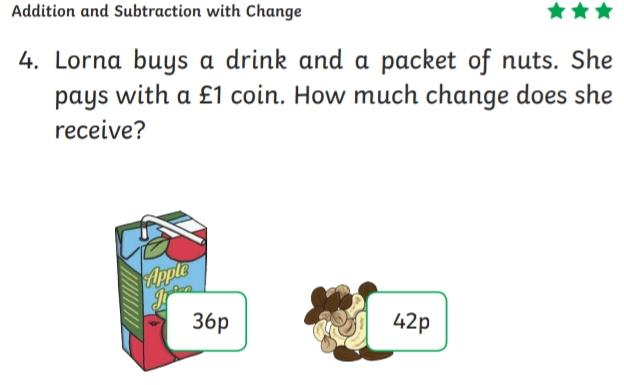 Addition and Subtraction with Change
4. Lorna buys a drink and a packet of nuts. She
pays with a £1 coin. How much change does she
receive?
Apple
Juice
36p
42p